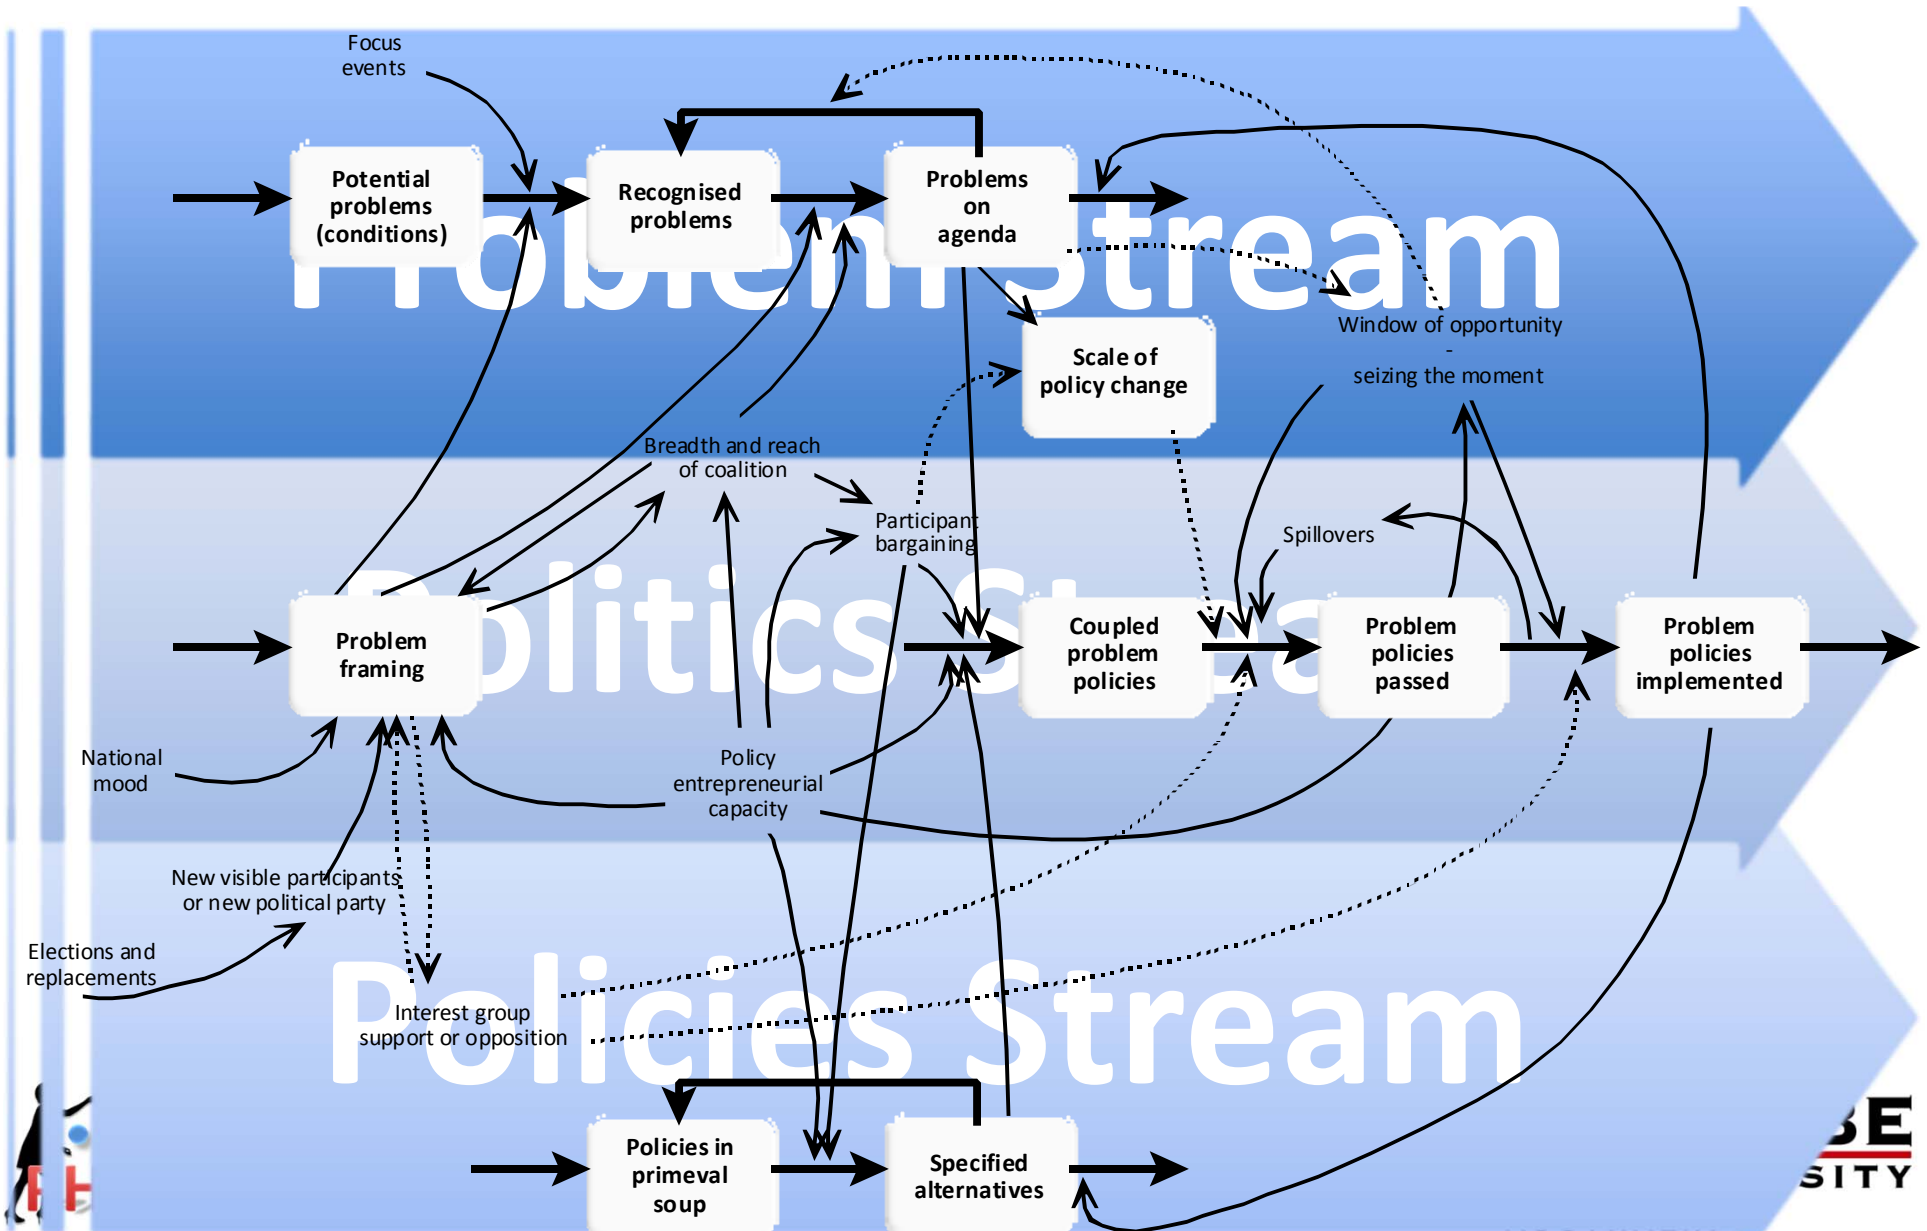 Focus
events
Potential
problems
(conditions)
Recognised
problems
Problems
on
agenda
Problem Stream
Window of opportunity
-
seizing the moment
Scale of
policy change
Breadth and reach
of coalition
Participant
bargaining
Spillovers
Politics Stream
Problem
framing
Coupled
problem
policies
Problem
policies
passed
Problem
policies
implemented
National
mood
Policy
entrepreneurial
capacity
New visible participants
or new political party
Elections and
replacements
Interest group
support or opposition
Policies Stream
Policies in
primeval
soup
Specified
alternatives
BE
SITY